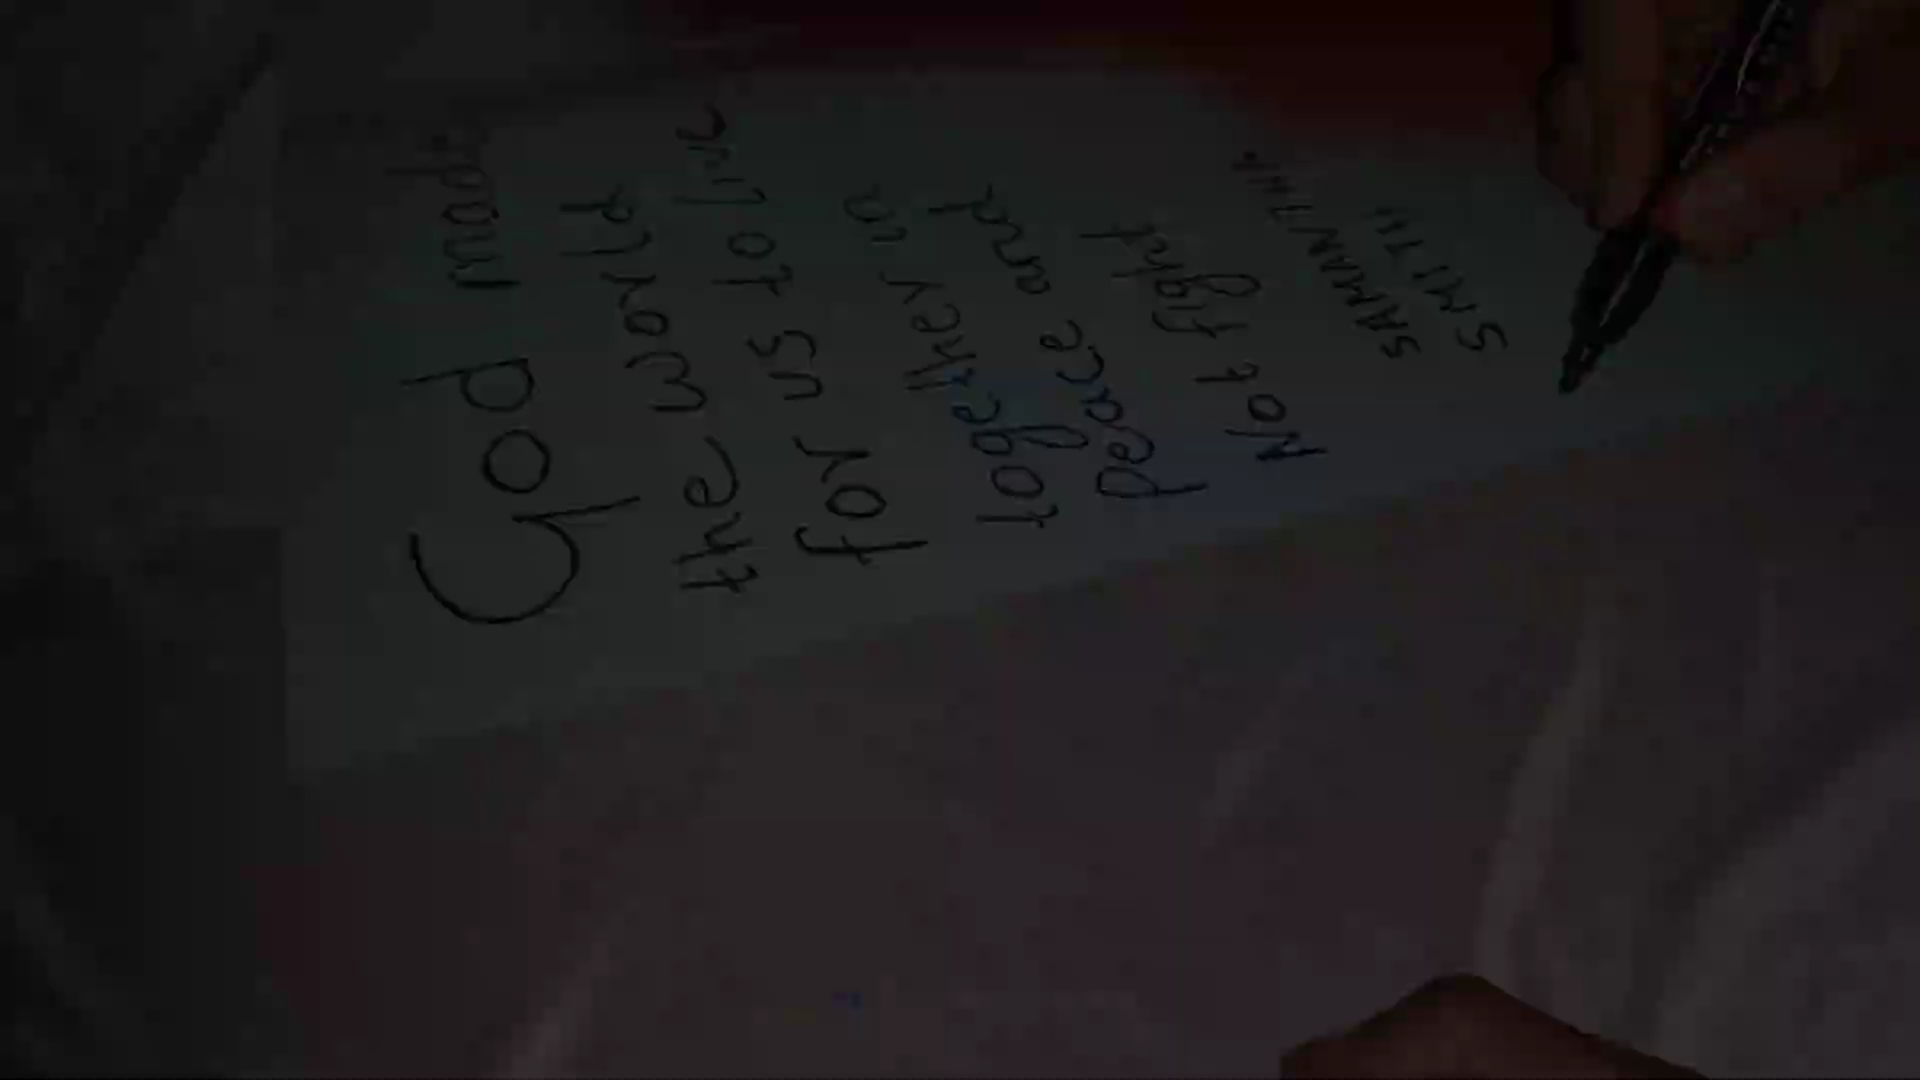 God made
the world
for us to live
together in
peace and
Not fight
SAMANTHA
SMITH